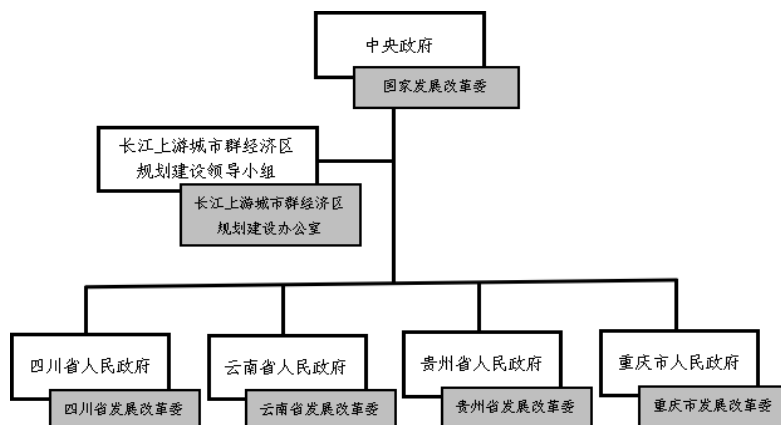 中央政府
国家发展改革委
长江上游城市群经济区
规划建设领导小组
长江上游城市群经济区
规划建设办公室
四川省人民政府
云南省人民政府
贵州省人民政府
重庆市人民政府
四川省发展改革委
云南省发展改革委
贵州省发展改革委
重庆市发展改革委